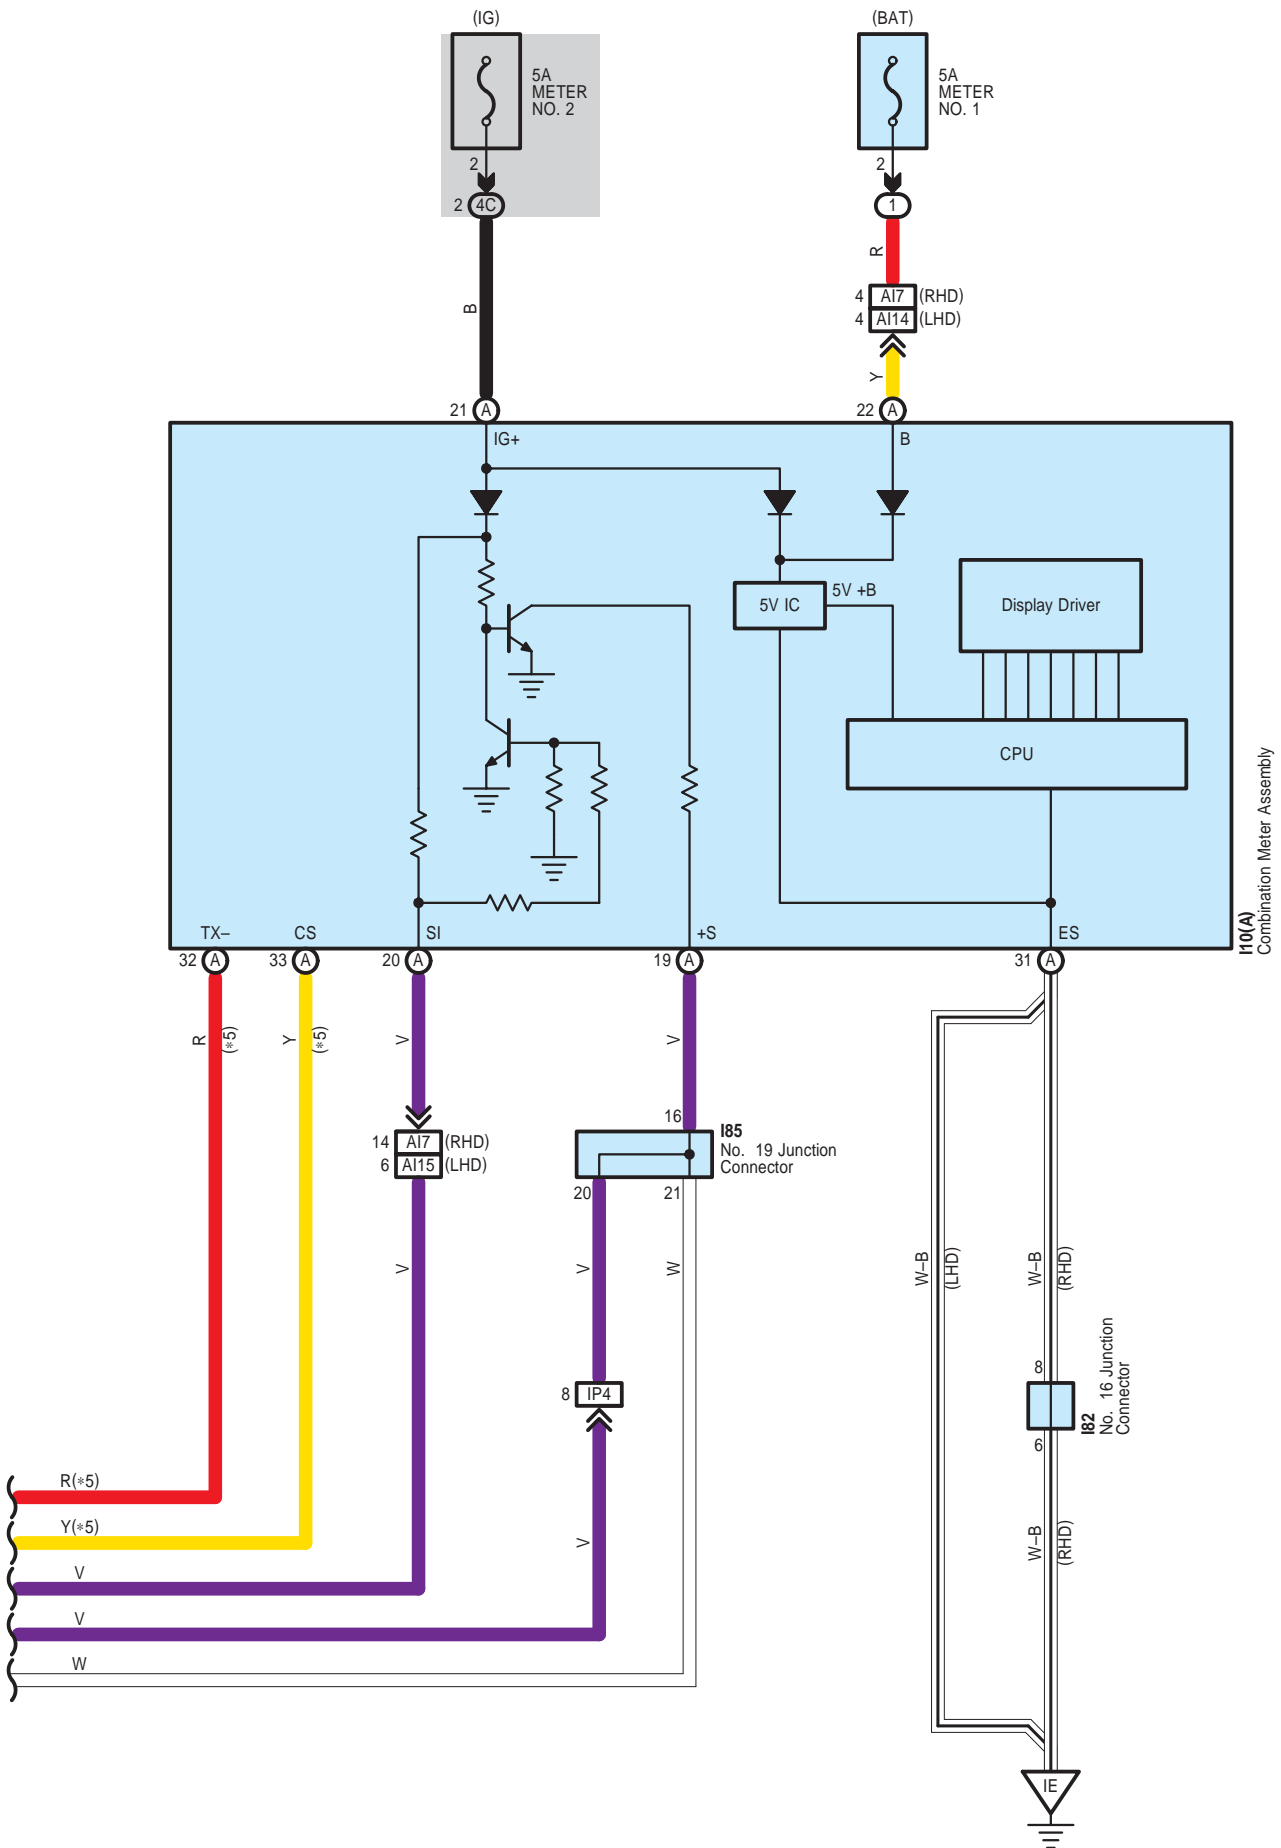 (IG)
(BAT)
5A
METER
NO. 2
5A
METER
NO. 1
2
2
2 4C
1
B
R
4 AI7 (RHD)
4 AI14 (LHD)
Y
21 A
22 A
IG+
B
5V IC
5V +B
Display Driver
CPU
I10(A)
Combination Meter Assembly
TX–
CS
SI
+S
ES
32 A
33 A
20 A
19 A
31 A
R
(*5)
Y
(*5)
V
V
14 AI7 (RHD)
6 AI15 (LHD)
16
I85
No. 19 Junction
Connector
20
21
V
V
W
W–B
(LHD)
W–B
(RHD)
8
I82
No. 16 Junction
Connector
6
8 IP4
R(*5)
Y(*5)
V
V
V
W
W–B
(RHD)
IE